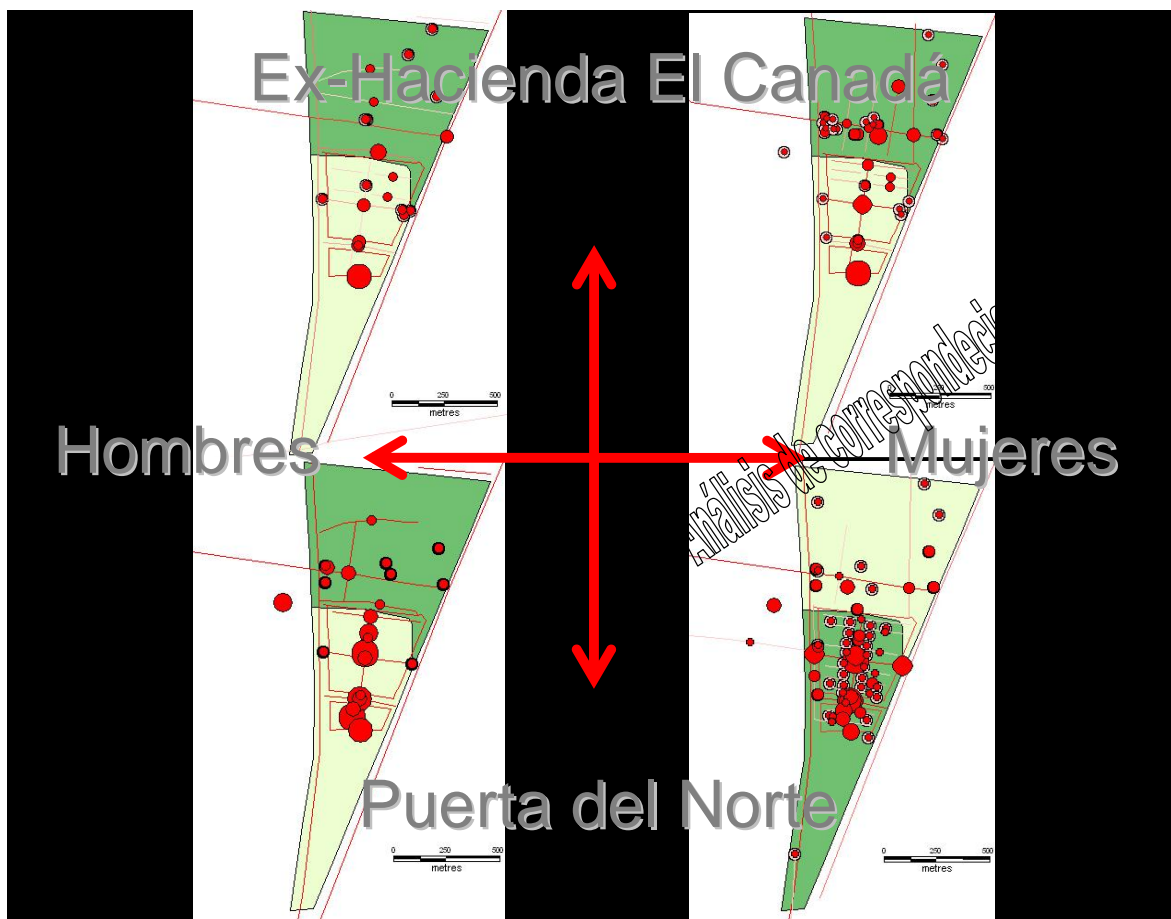 Ex-Hacienda El Canadá
0 250 500
metres
0 250 500
metres
Hombres
Mujeres
Análisis de correspondecia
Puerta del Norte
0 250 500
metres
0 250 500
metres